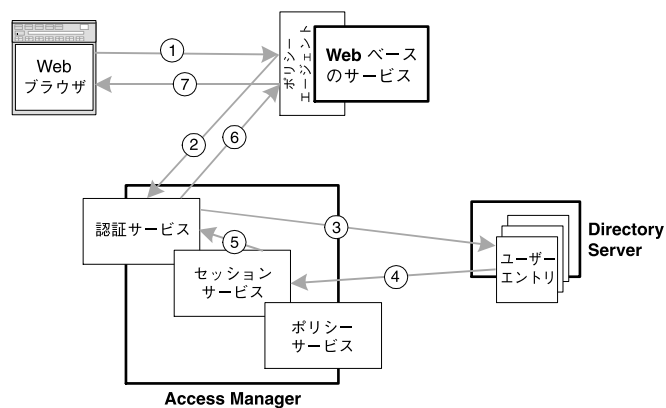 Web
ブラウザ
1
7
ポリシー
エージェント
Web ベース
のサービス
2
6
認証サービス
3
5
セッション
サービス
4
ポリシー
サービス
ユーザー
エントリ
Directory
Server
Access Manager